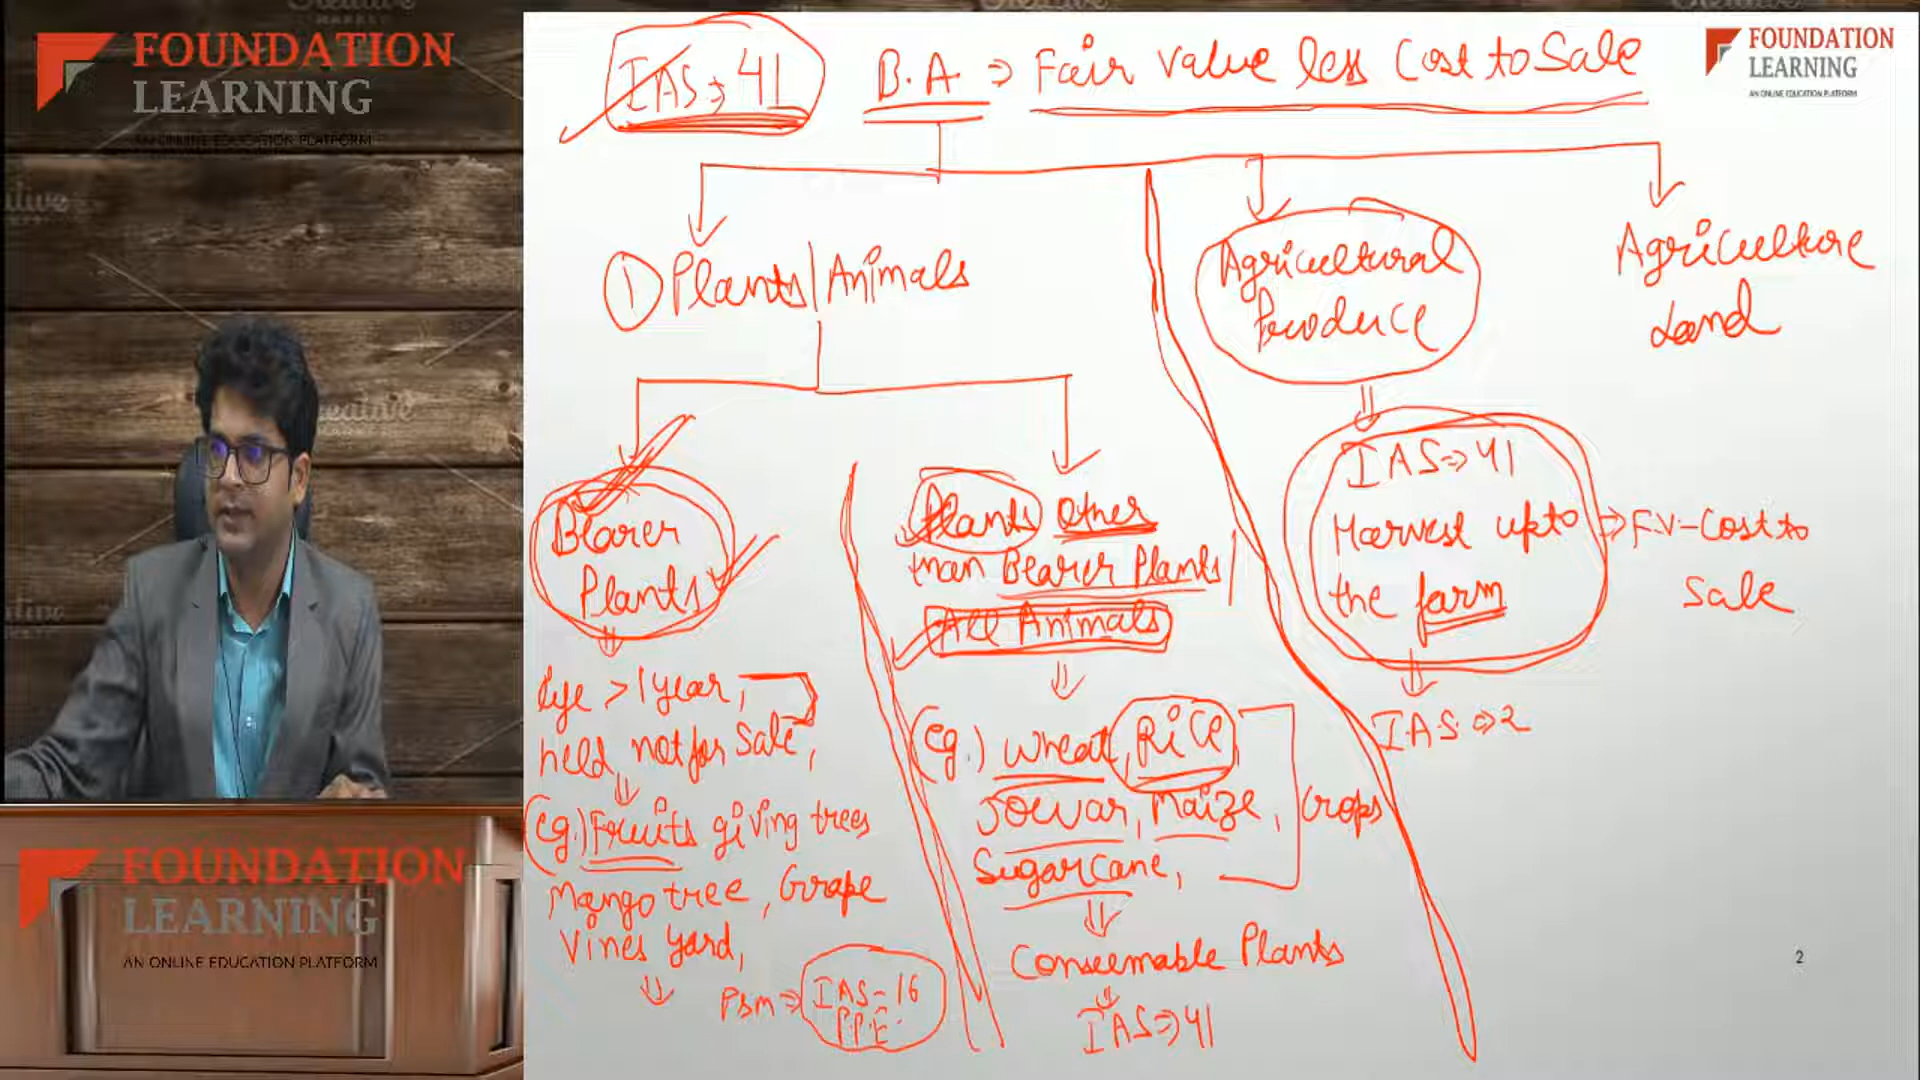 FOUNDATION
LEARNING
AN ONLINE EDUCATION PLATFORM
IAS => 41
B.A. => Fair value less Cost to Sale
FOUNDATION
LEARNING
AN ONLINE EDUCATION PLATFORM
① Plants/Animals
Agricultural
Produce
Agriculture
Land
Bearer
Plants
Plants other
than Bearer Plants
All Animals
IAS => 41
Harvest upto
the farm
=> F.V.-Cost to
Sale
life > 1 year,
held not for Sale,
(eg.) Fruits giving trees
Mango tree, Grape
Vines Yard,
IAS-16
P.P.E.
(eg.) Wheat, Rice
Jowar, Maize,
Sugarcane,
Crops
Consumable Plants
IAS => 41
I.A.S. => 2
FOUNDATION
LEARNING
AN ONLINE EDUCATION PLATFORM
2